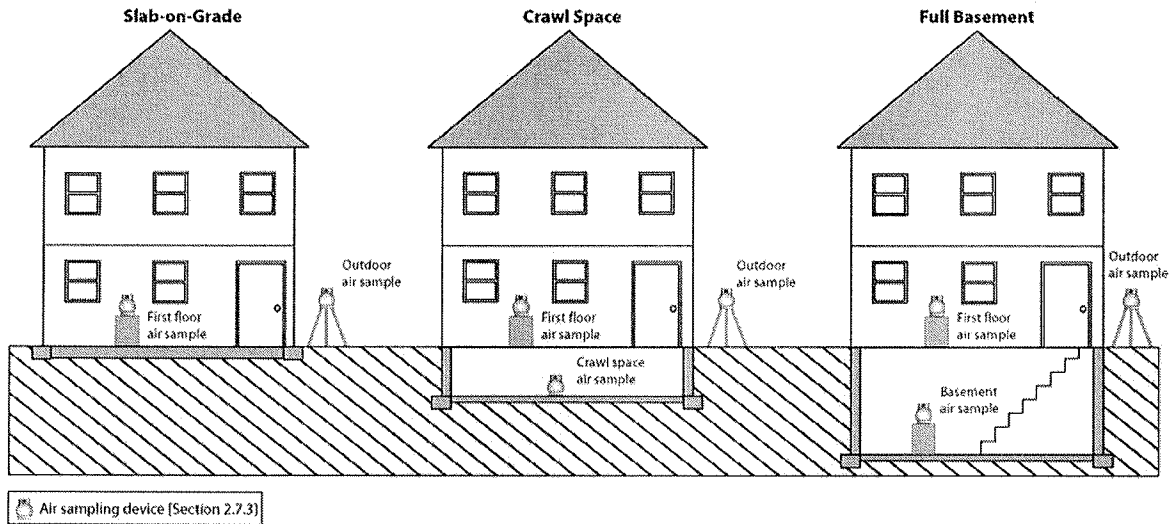 Slab-on-Grade
Crawl Space
Full Basement
Outdoor
air sample
First floor
air sample
Outdoor
air sample
First floor
air sample
Crawl space
air sample
Outdoor
air sample
First floor
air sample
Basement
air sample
Air sampling device [Section 2.7.3]